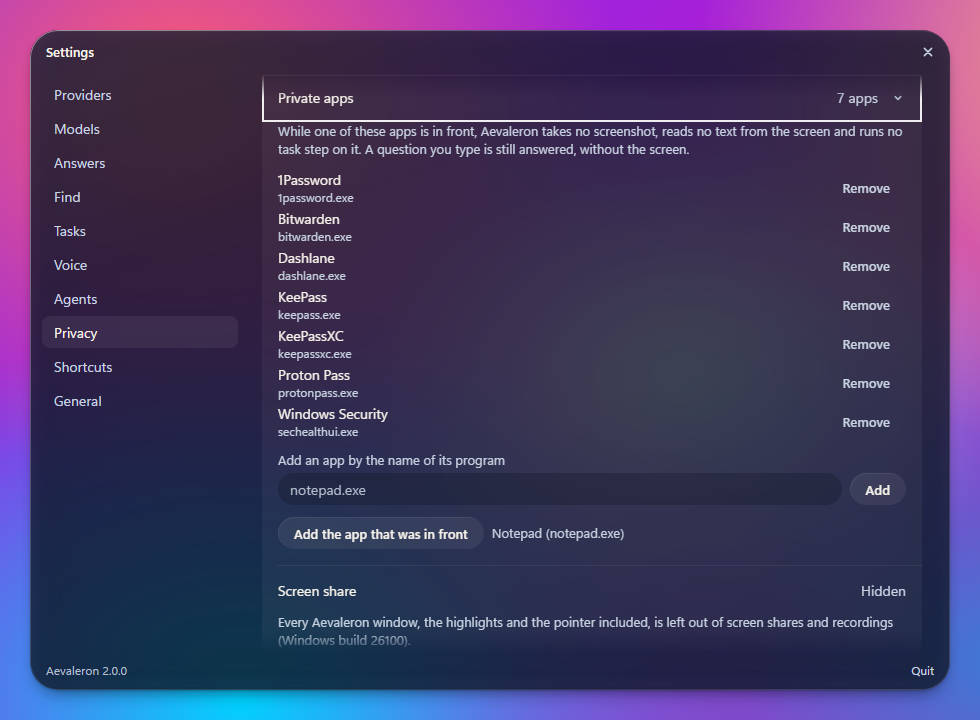 Settings
Providers
Models
Answers
Find
Tasks
Voice
Agents
Privacy
Shortcuts
General
Private apps
7 apps
While one of these apps is in front, Aevaleron takes no screenshot, reads no text from the screen and runs no
task step on it. A question you type is still answered, without the screen.
1Password
1password.exe
Remove
Bitwarden
bitwarden.exe
Remove
Dashlane
dashlane.exe
Remove
KeePass
keepass.exe
Remove
KeePassXC
keepassxc.exe
Remove
Proton Pass
protonpass.exe
Remove
Windows Security
sechealthui.exe
Remove
Add an app by the name of its program
notepad.exe
Add
Add the app that was in front
Notepad (notepad.exe)
Screen share
Hidden
Every Aevaleron window, the highlights and the pointer included, is left out of screen shares and recordings
(Windows build 26100).
Aevaleron 2.0.0
Quit